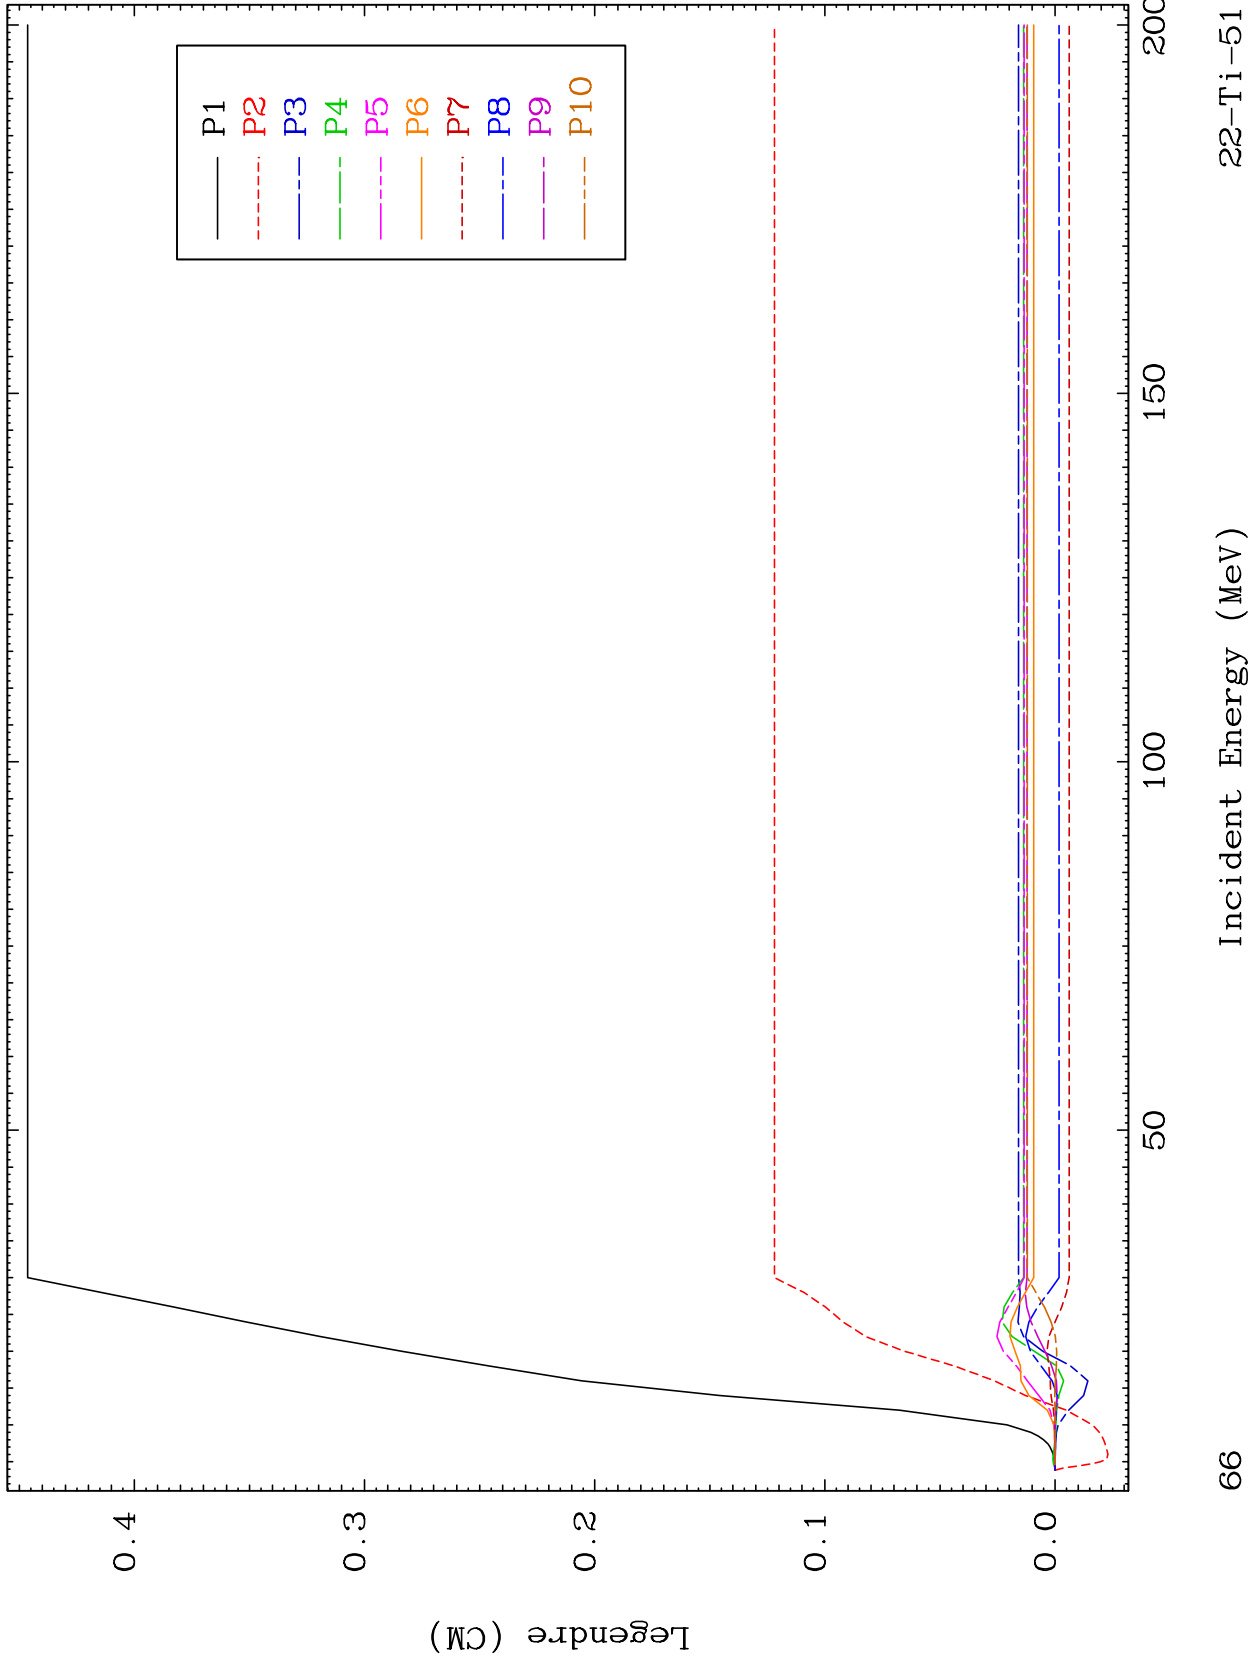 Legendre (CM)
0.4
0.3
0.2
0.1
0.0
P1
P2
P3
P4
P5
P6
P7
P8
P9
P10
50
100
150
200
Incident Energy (MeV)
66
22-Ti-51